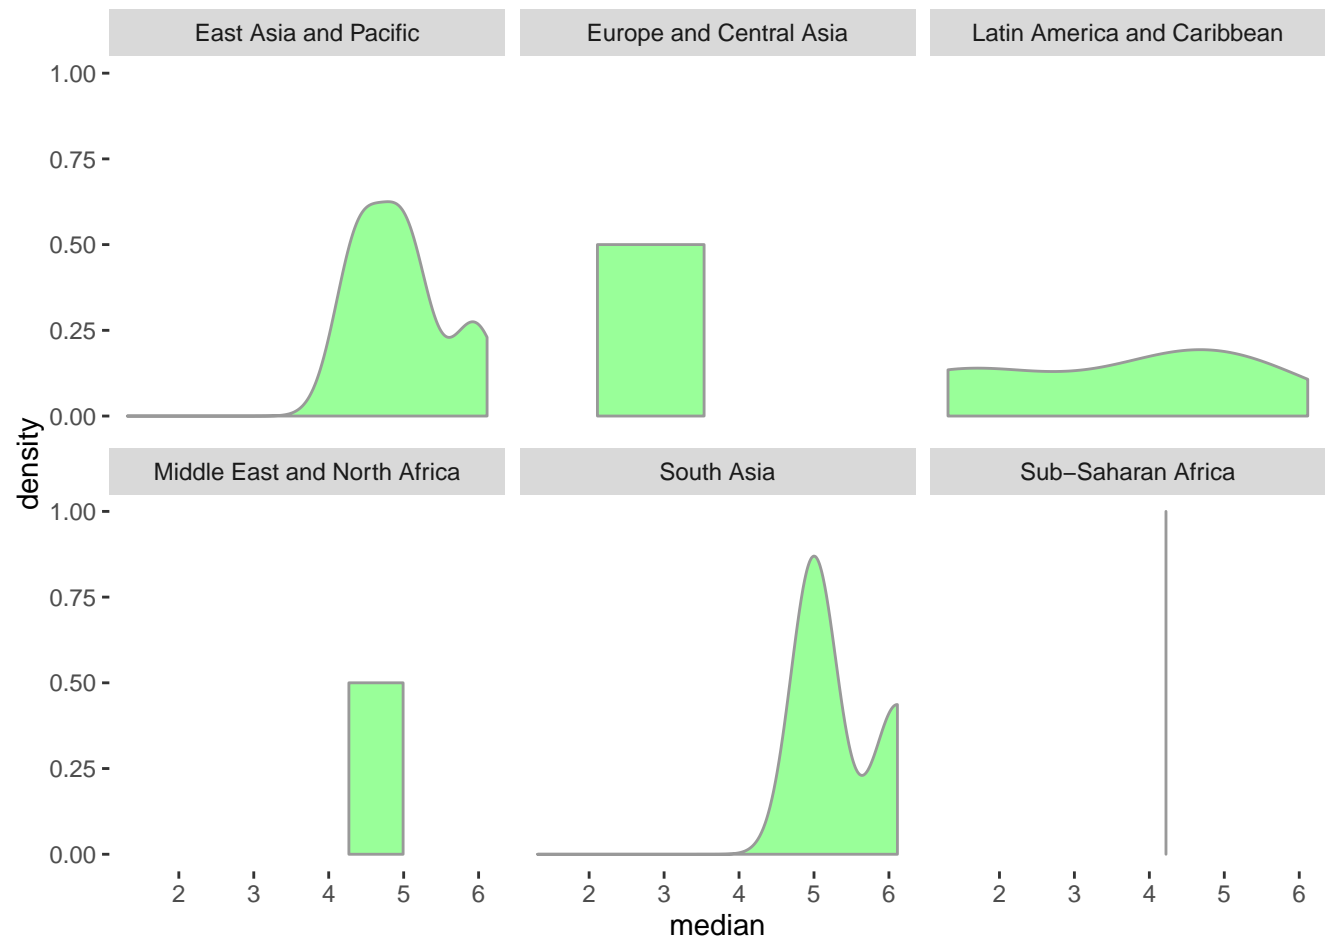 East Asia and Pacific
Europe and Central Asia
Latin America and Caribbean
1.00
0.75
0.50
0.25
0.00
density
Middle East and North Africa
South Asia
Sub−Saharan Africa
1.00
0.75
0.50
0.25
0.00
2 3 4 5 6
2 3 4 5 6
2 3 4 5 6
median